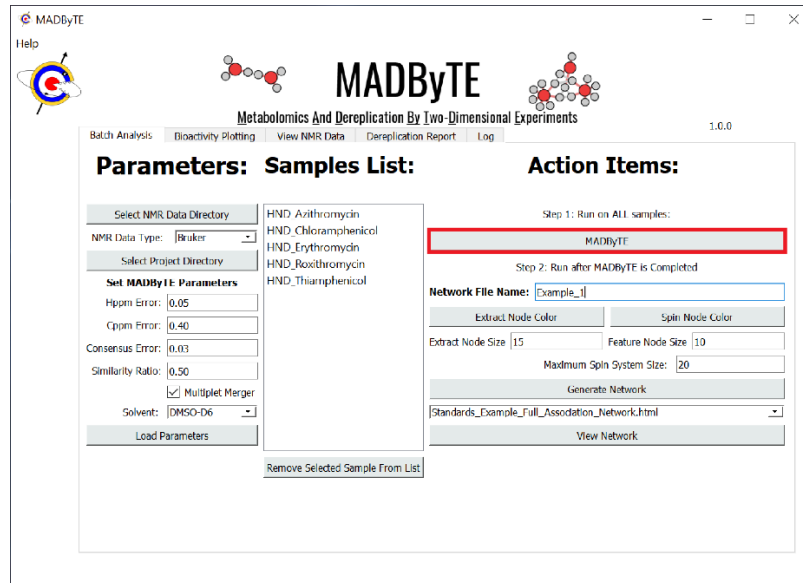 MADByTE
Help
MADByTE
Metabolomics And Dereplication By Two-Dimensional Experiments
1.0.0
Batch Analysis Bioactivity Plotting View NMR Data Dereplication Report Log
Parameters:
Select NMR Data Directory
NMR Data Type: Bruker
Select Project Directory
Set MADByTE Parameters
Hppm Error: 0.05
Cppm Error: 0.40
Consensus Error: 0.03
Similarity Ratio: 0.50
Multiplet Merger
Solvent: DMSO-D6
Load Parameters
Samples List:
HND_Azithromycin
HND_Chloramphenicol
HND_Erythromycin
HND_Roxithromycin
HND_Thiamphenicol
Remove Selected Sample From List
Action Items:
Step 1: Run on ALL samples:
MADByTE
Step 2: Run after MADByTE is Completed
Network File Name: Example_1
Extract Node Color Spin Node Color
Extract Node Size 15 Feature Node Size 10
Maximum Spin System Size: 20
Generate Network
Standards_Example_Full_Association_Network.html
View Network